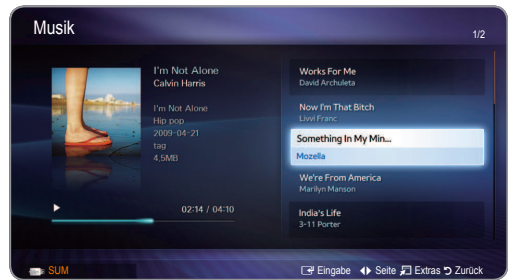 Musik
1/2
I'm Not Alone
Calvin Harris
I'm Not Alone
Hip pop
2009-04-21
tag
4,5MB
02:14 / 04:10
Works For Me
David Archuleta
Now I'm That Bitch
Livvi Franc
Something In My Min...
Mozella
We're From America
Marilyn Manson
India's Life
3-11 Porter
SUM
Eingabe Seite Extras Zurück